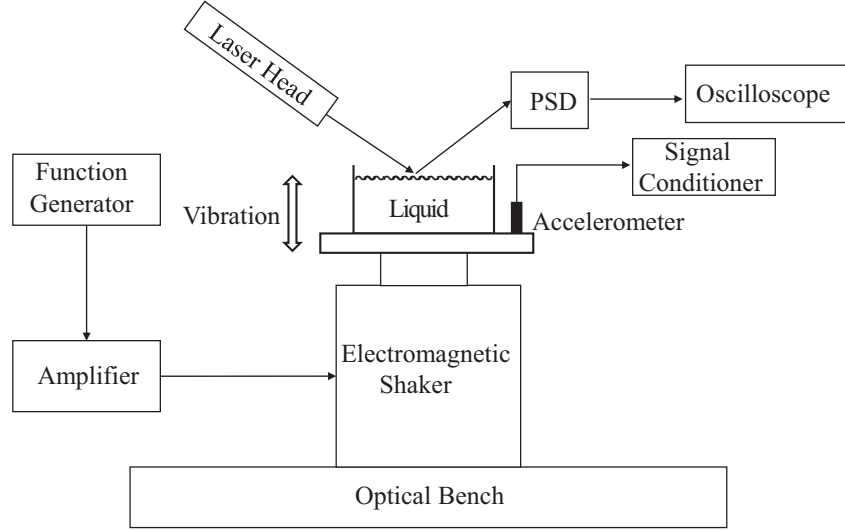 Laser Head
PSD
Oscilloscope
Function
Generator
Signal
Conditioner
Vibration
Liquid
Accelerometer
Amplifier
Electromagnetic
Shaker
Optical Bench